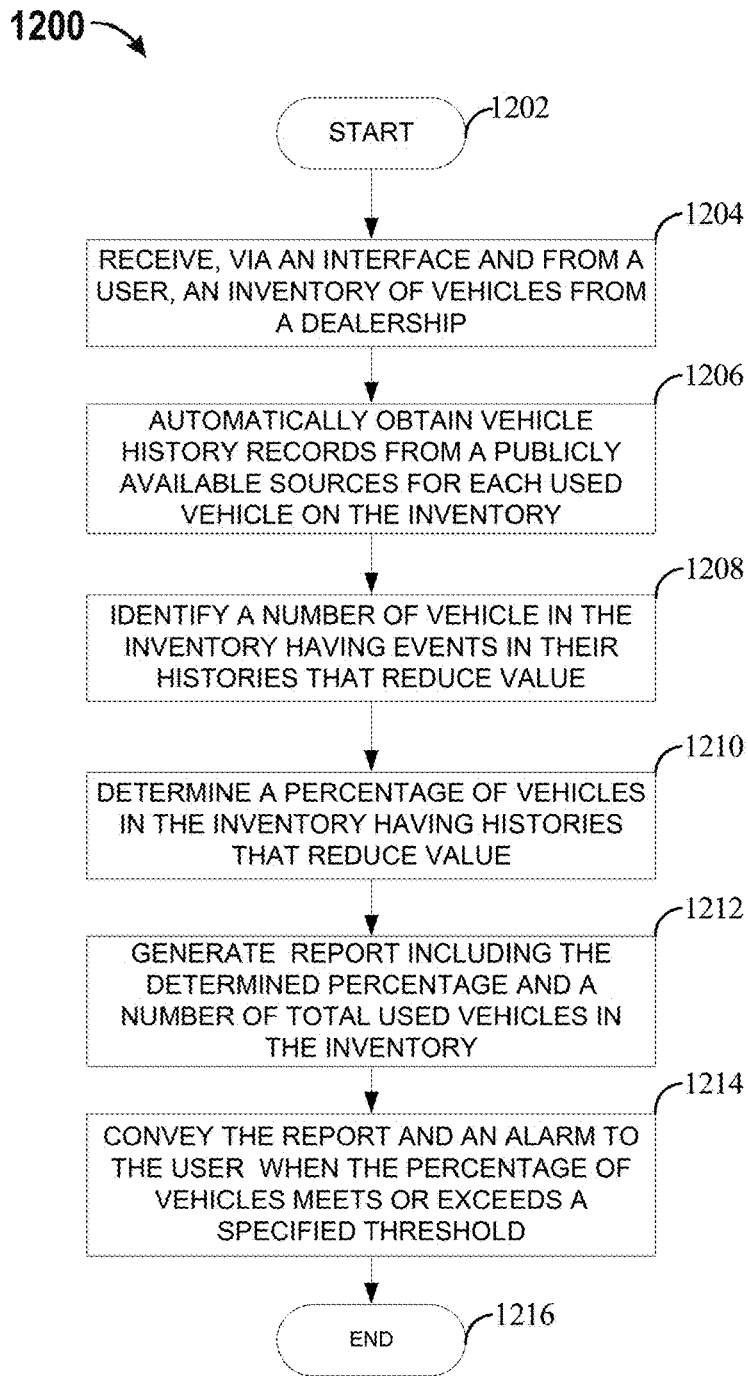 1200
START
1202
1204
RECEIVE, VIA AN INTERFACE AND FROM A
USER, AN INVENTORY OF VEHICLES FROM
A DEALERSHIP
1206
AUTOMATICALLY OBTAIN VEHICLE
HISTORY RECORDS FROM A PUBLICLY
AVAILABLE SOURCES FOR EACH USED
VEHICLE ON THE INVENTORY
1208
IDENTIFY A NUMBER OF VEHICLE IN THE
INVENTORY HAVING EVENTS IN THEIR
HISTORIES THAT REDUCE VALUE
1210
DETERMINE A PERCENTAGE OF VEHICLES
IN THE INVENTORY HAVING HISTORIES
THAT REDUCE VALUE
1212
GENERATE REPORT INCLUDING THE
DETERMINED PERCENTAGE AND A
NUMBER OF TOTAL USED VEHICLES IN
THE INVENTORY
1214
CONVEY THE REPORT AND AN ALARM TO
THE USER WHEN THE PERCENTAGE OF
VEHICLES MEETS OR EXCEEDS A
SPECIFIED THRESHOLD
END
1216